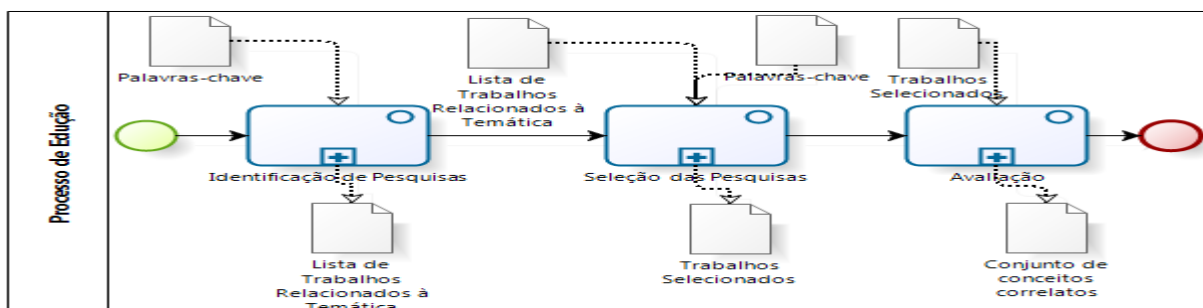 Processo de Edução
Palavras-chave
Lista de
Trabalhos
Relacionados à
Temática
Palavras-chave
Trabalhos
Selecionados
Identificação de Pesquisas
Seleção das Pesquisas
Avaliação
Lista de
Trabalhos
Relacionados à
Temática
Trabalhos
Selecionados
Conjunto de
conceitos
correlatos